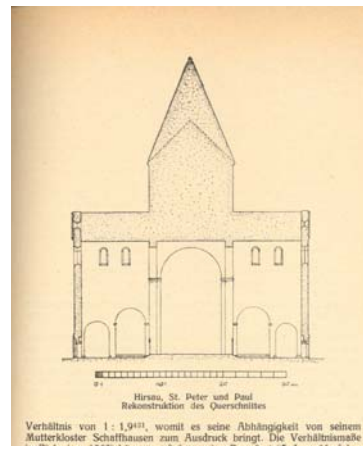 Hirsau, St. Peter und Paul
Rekonstruktion des Querschnittes
Verhältnis von 1 : 1,9⁴²¹, womit es seine Abhängigkeit von seinem
Mutterkloster Schaffhausen zum Ausdruck bringt. Die Verhältnismaße